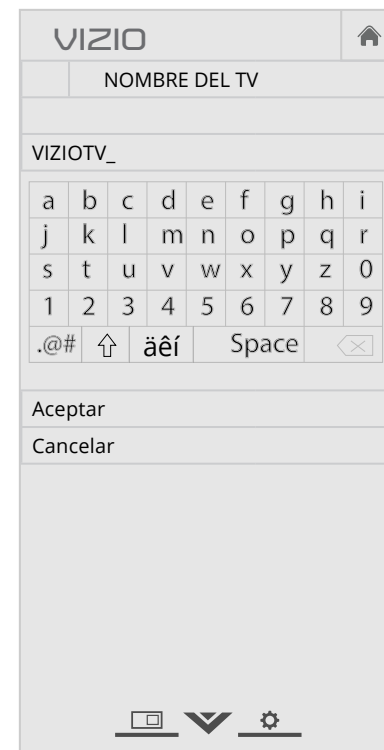 VIZIO
NOMBRE DEL TV
VIZIOTV_
a b c d e f g h i
j k l m n o p q r
s t u v w x y z 0
1 2 3 4 5 6 7 8 9
.@# äêí Space
Aceptar
Cancelar